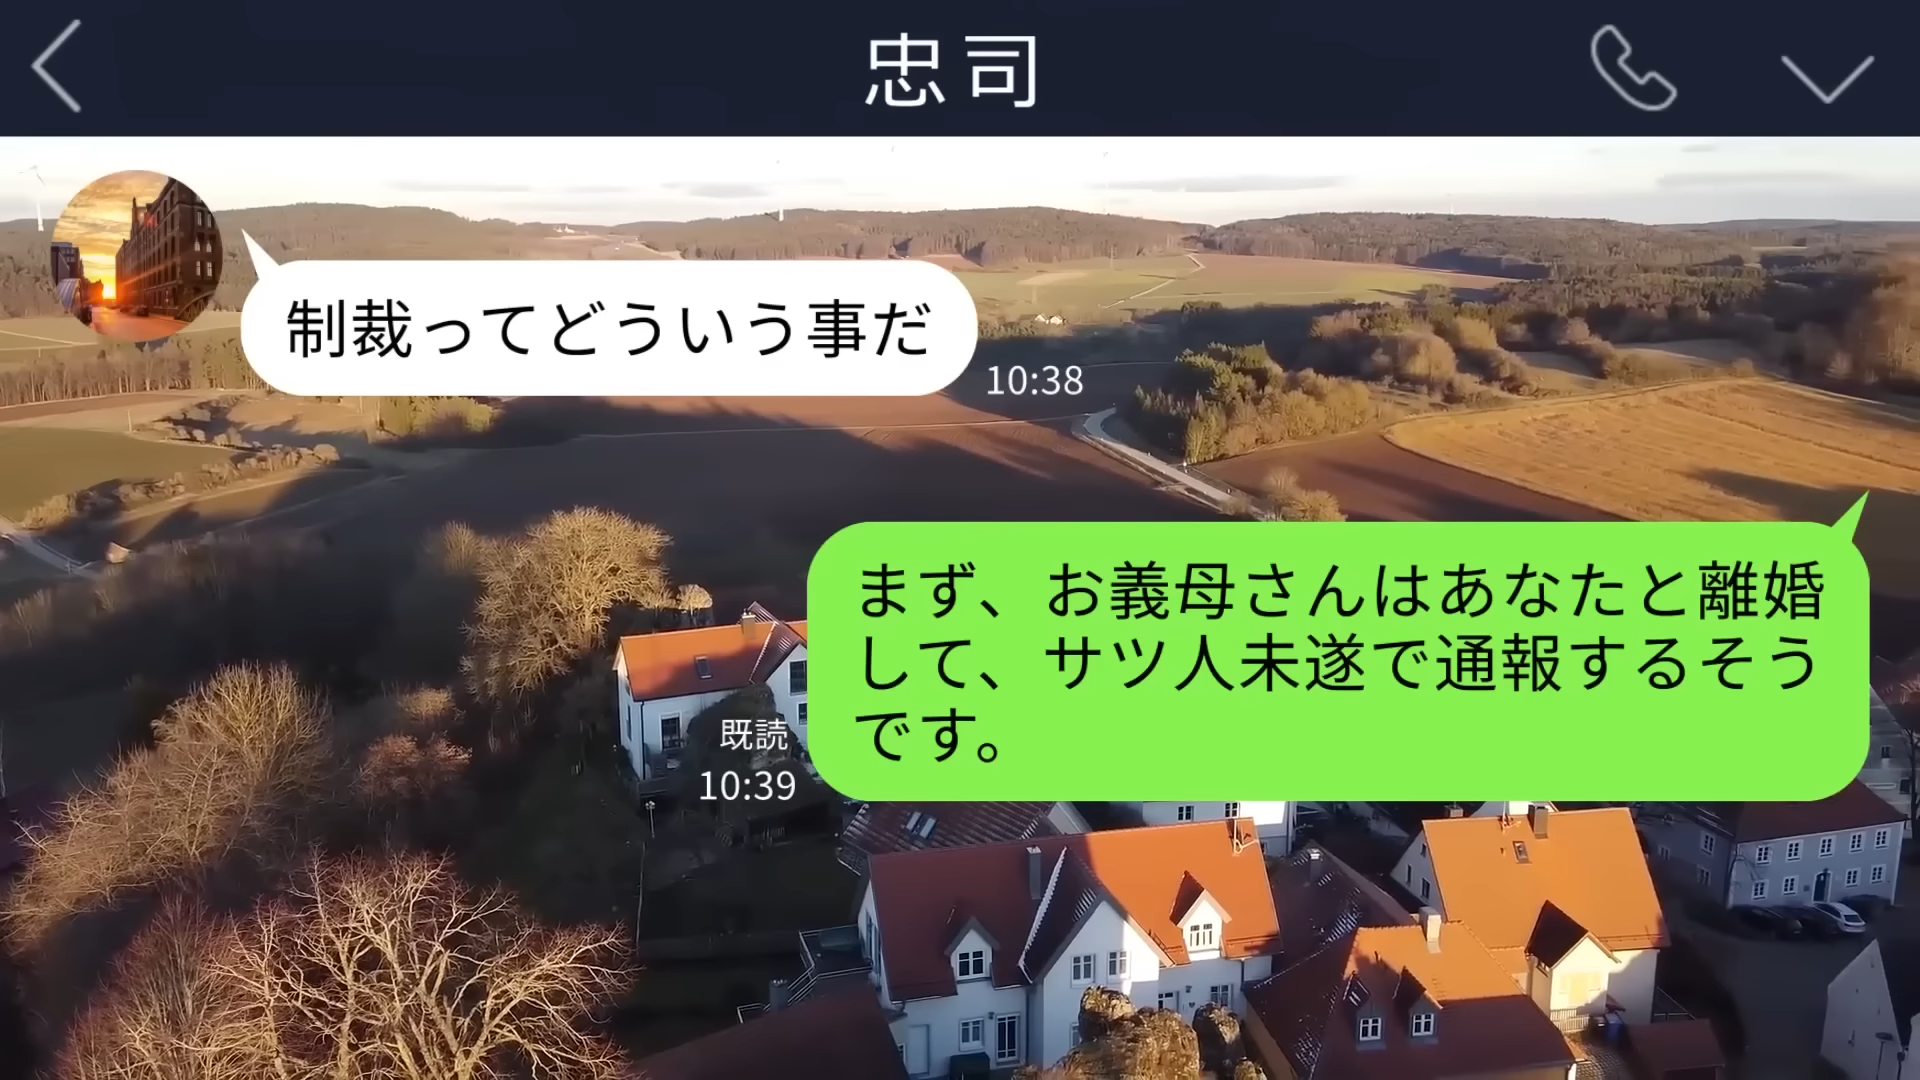 忠司
制裁ってどういう事だ
10:38
まず、お義母さんはあなたと離婚
して、サツ人未遂で通報するそう
です。
既読
10:39